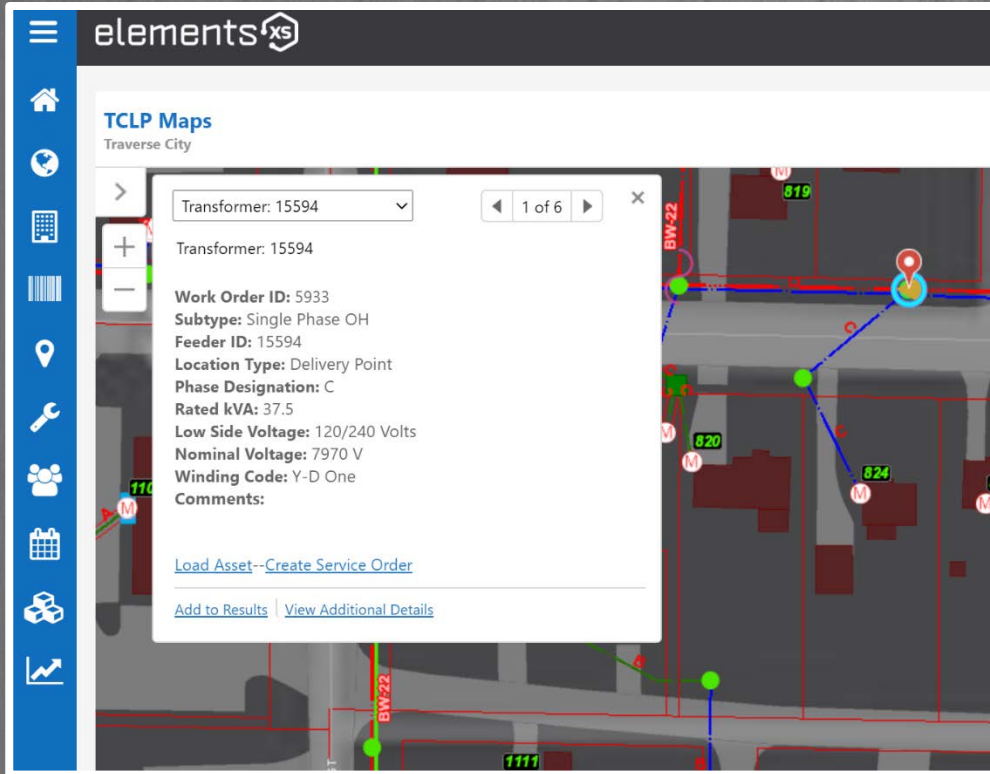 elements XS
TCLP Maps
Traverse City
Transformer: 15594
1 of 6
Transformer: 15594
Work Order ID: 5933
Subtype: Single Phase OH
Feeder ID: 15594
Location Type: Delivery Point
Phase Designation: C
Rated kVA: 37.5
Low Side Voltage: 120/240 Volts
Nominal Voltage: 7970 V
Winding Code: Y-D One
Comments:
Load Asset--Create Service Order
Add to Results
View Additional Details
M
819
BW-22
C
C
C
C
C
M
820
M
824
M
M
110
A
M
B
BW-22
1111